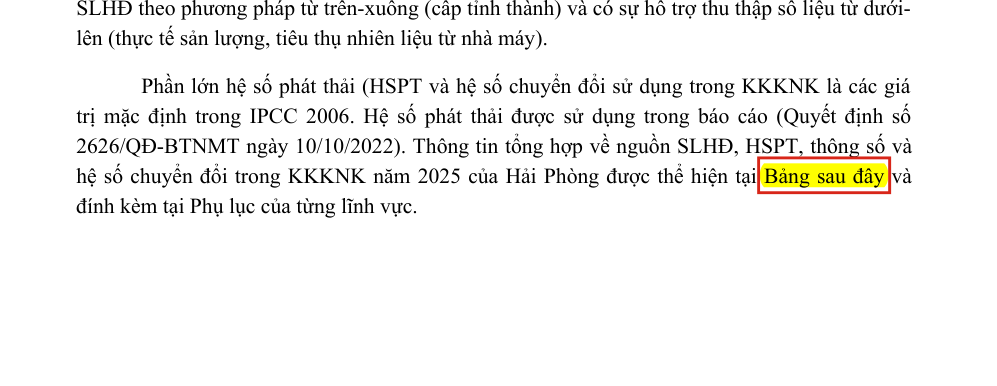 SLHĐ theo phương pháp từ trên-xuống (cấp tỉnh thành) và có sự hỗ trợ thu thập số liệu từ dưới-
lên (thực tế sản lượng, tiêu thụ nhiên liệu từ nhà máy).
Phần lớn hệ số phát thải (HSPT và hệ số chuyển đổi sử dụng trong KKKNK là các giá
trị mặc định trong IPCC 2006. Hệ số phát thải được sử dụng trong báo cáo (Quyết định số
2626/QĐ-BTNMT ngày 10/10/2022). Thông tin tổng hợp về nguồn SLHĐ, HSPT, thông số và
hệ số chuyển đổi trong KKKNK năm 2025 của Hải Phòng được thể hiện tại Bảng sau đây và
đính kèm tại Phụ lục của từng lĩnh vực.